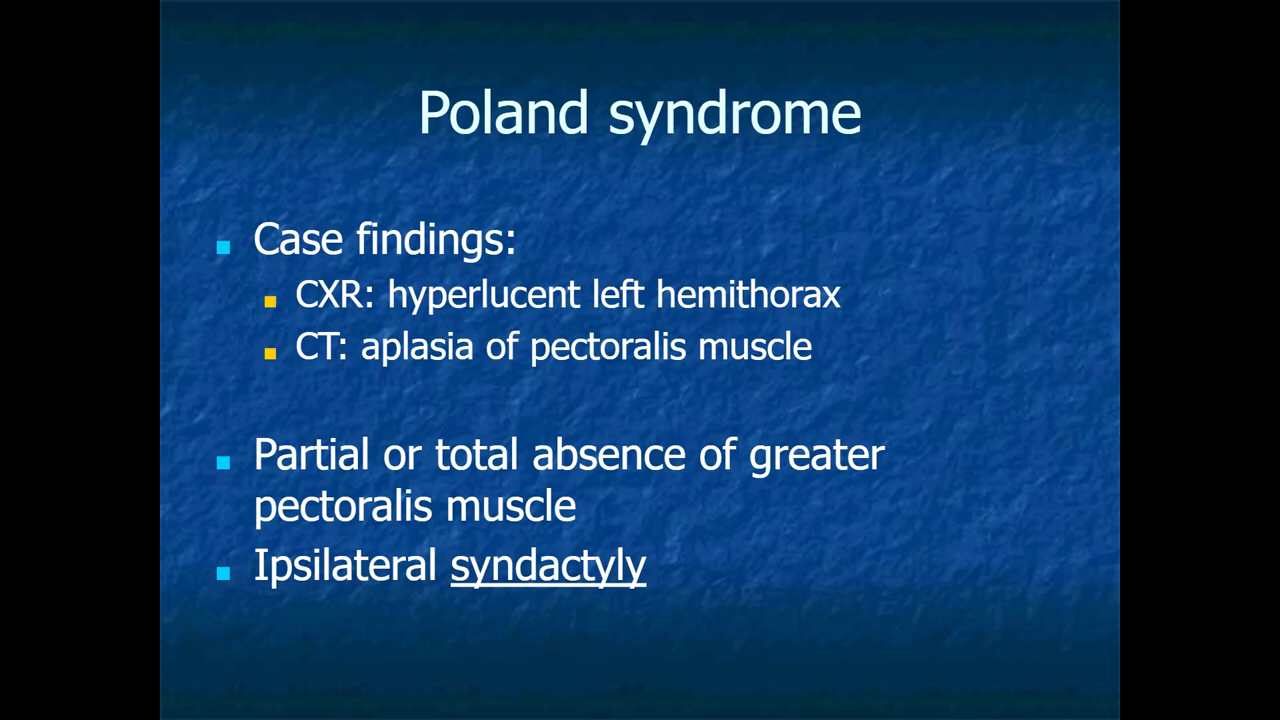 Poland syndrome
Case findings:
CXR: hyperlucent left hemithorax
CT: aplasia of pectoralis muscle
Partial or total absence of greater
pectoralis muscle
Ipsilateral syndactyly